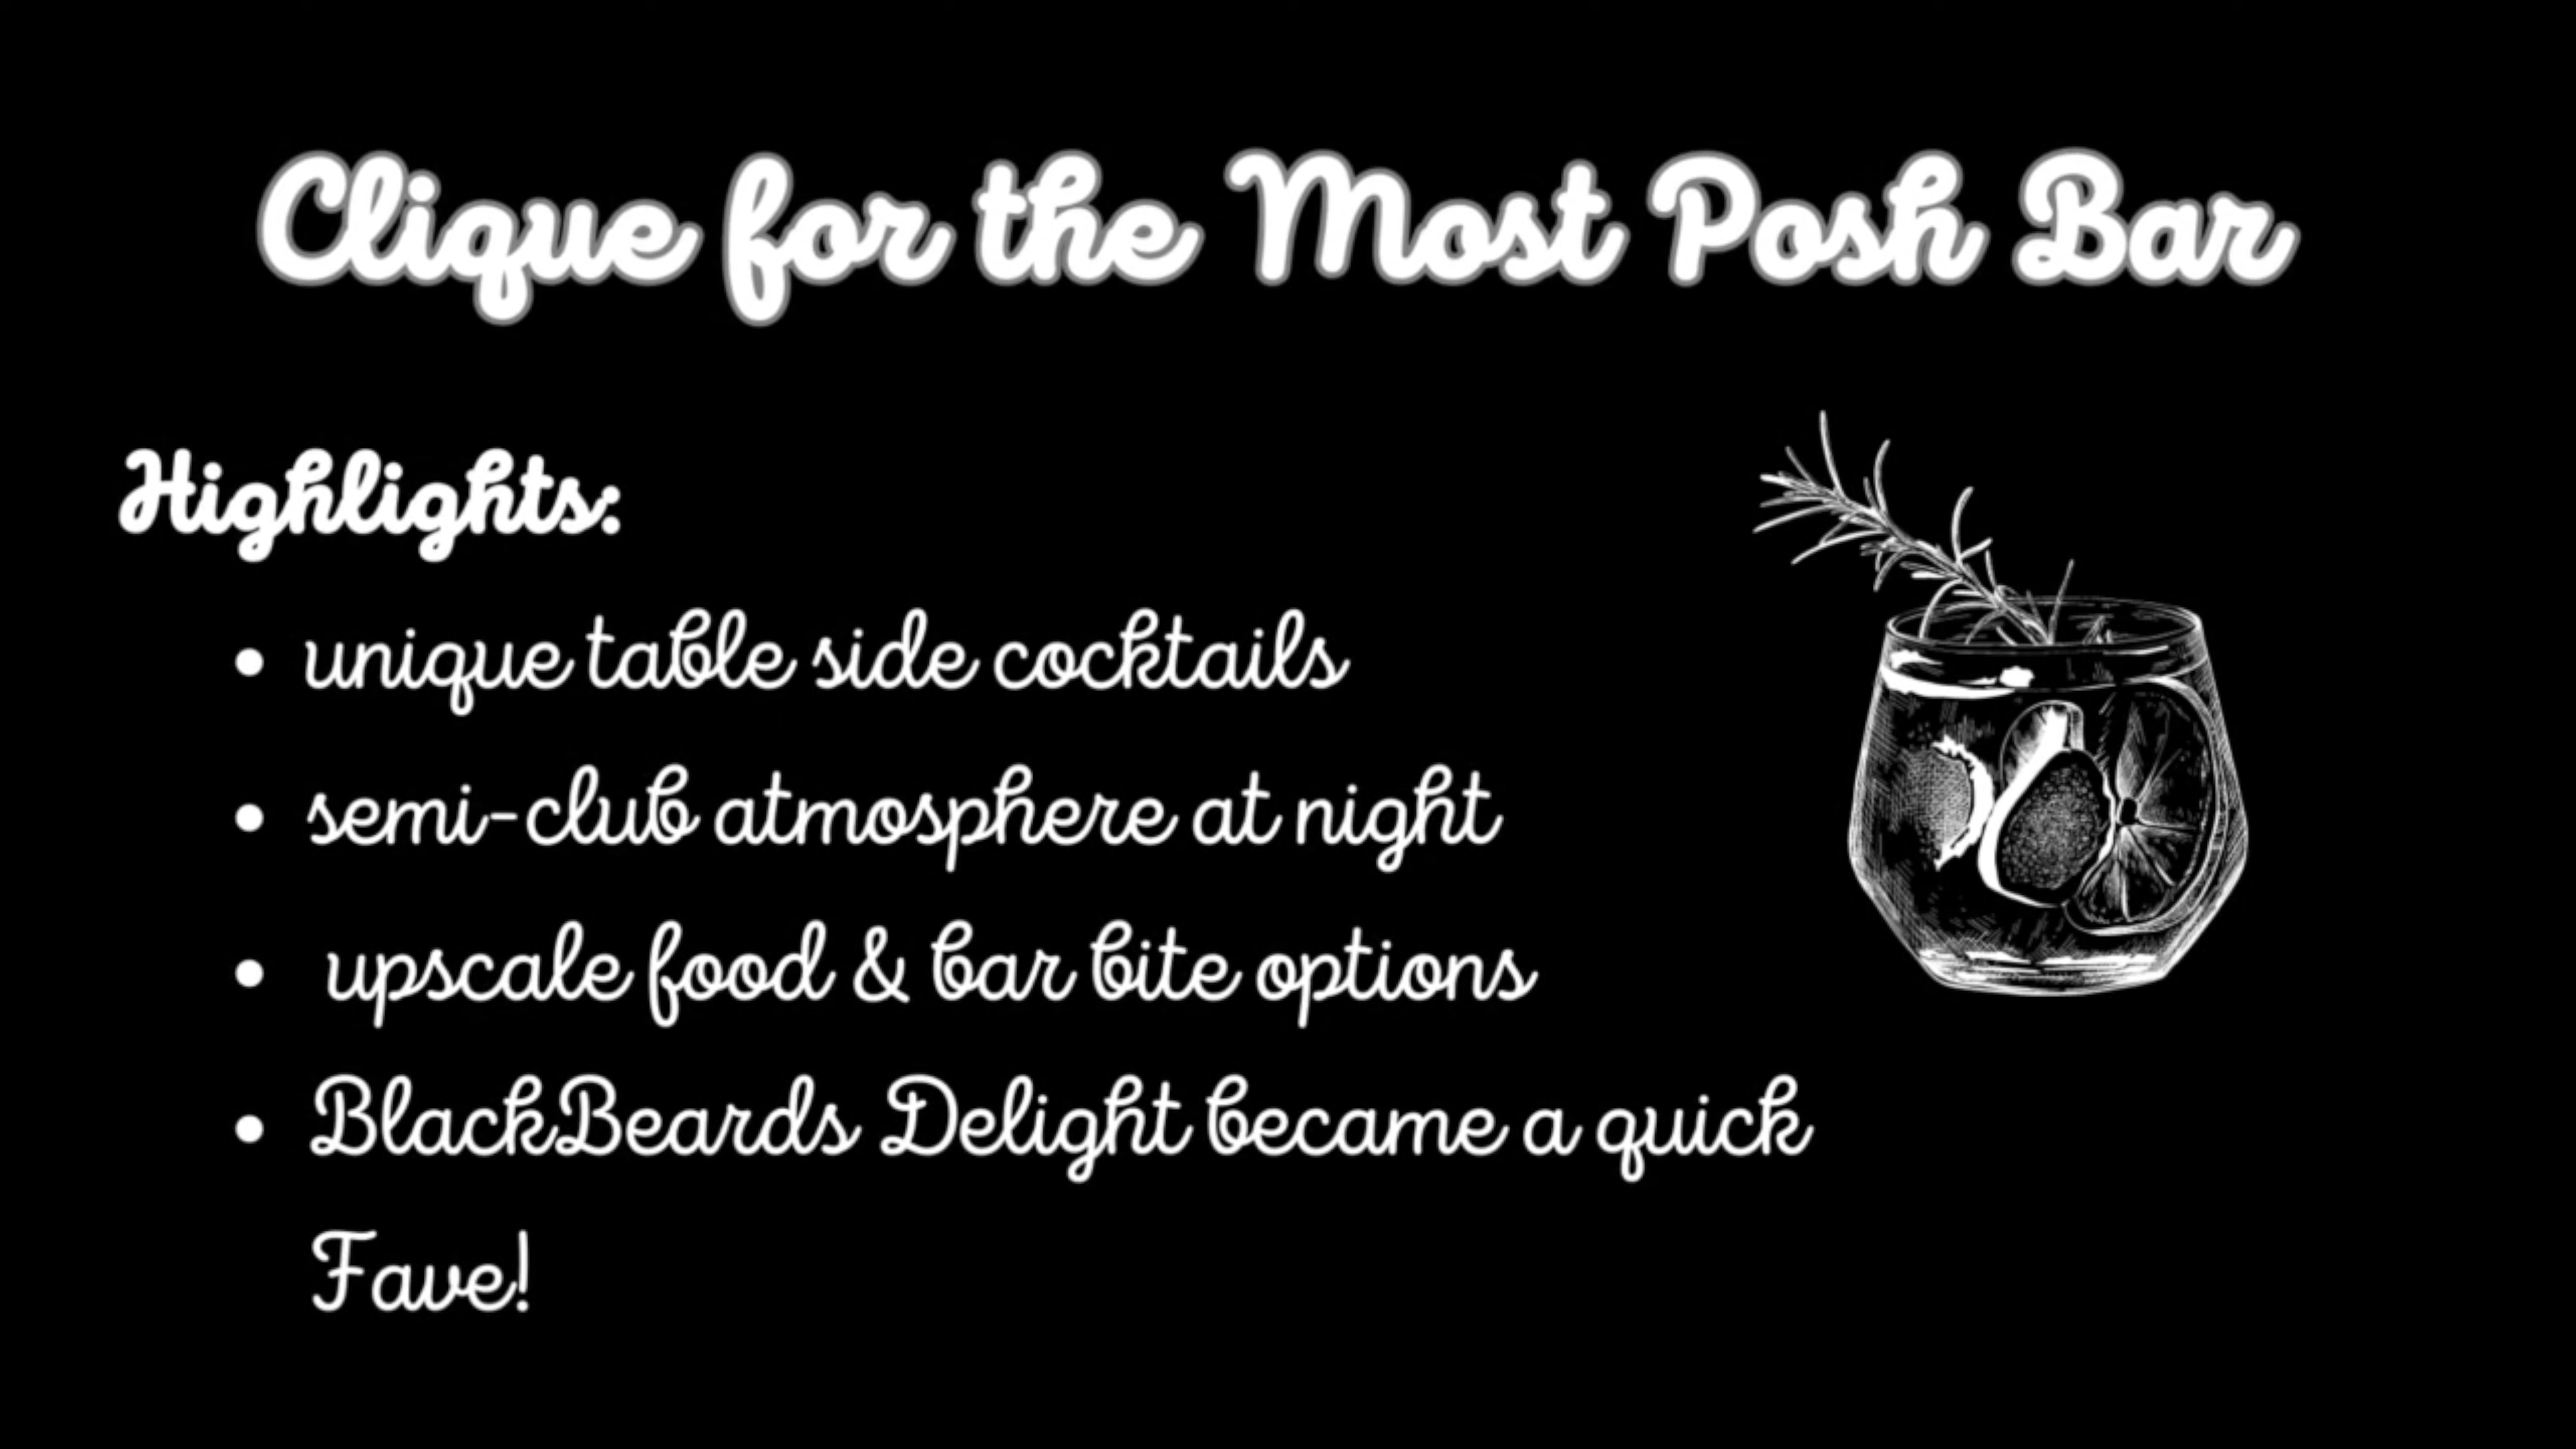 Clique for the Most Posh Bar
Highlights:
• unique table side cocktails
• semi-club atmosphere at night
• upscale food & bar bite options
• BlackBeards Delight became a quick
Fave!